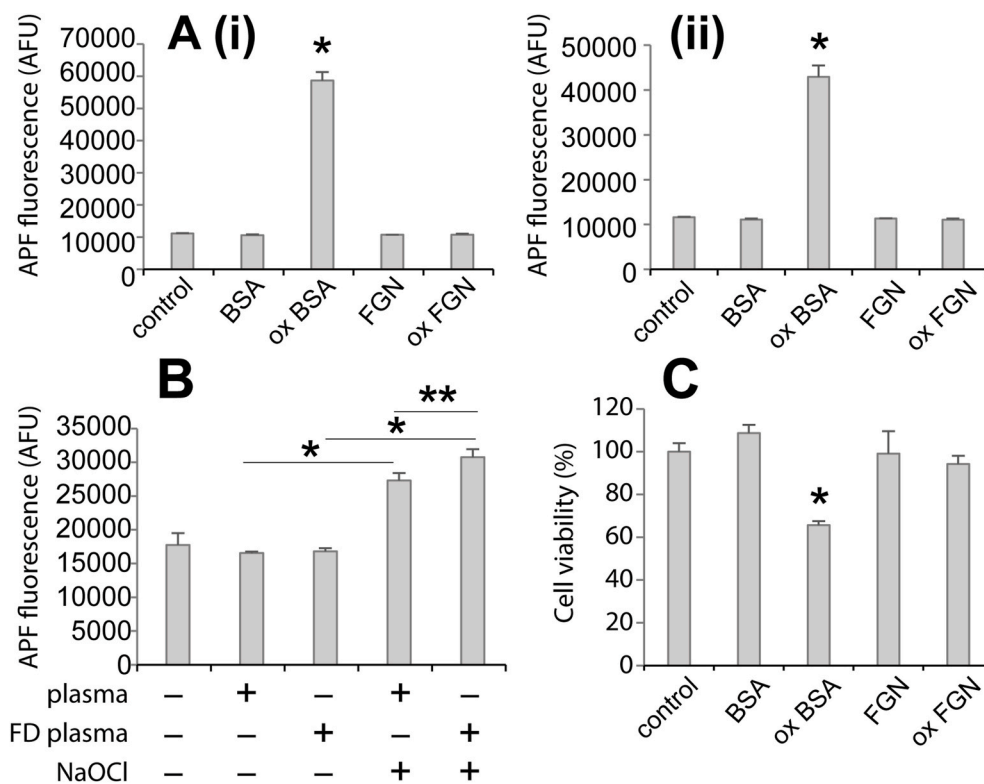 A (i)
APF fluorescence (AFU)
70000
60000
50000
40000
30000
20000
10000
0
*
control
BSA
ox BSA
FGN
ox FGN
(ii)
APF fluorescence (AFU)
50000
40000
30000
20000
10000
0
*
control
BSA
ox BSA
FGN
ox FGN
B
APF fluorescence (AFU)
35000
30000
25000
20000
15000
10000
5000
0
**
*
*
plasma – + – + –
FD plasma – – + – +
NaOCl – – – + +
C
Cell viability (%)
120
100
80
60
40
20
0
*
control
BSA
ox BSA
FGN
ox FGN